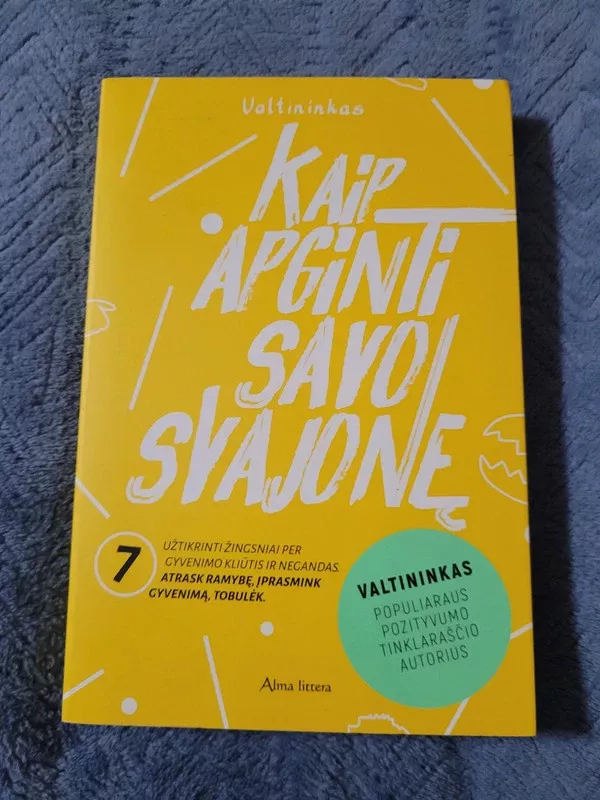 Valtininkas
KAIP
APGINTI
SAVO
SVAJONĘ
7
UŽTIKRINTI ŽINGSNIAI PER
GYVENIMO KLIŪTIS IR NEGANDAS.
ATRASK RAMYBĘ, ĮPRASMINK
GYVENIMĄ, TOBULĖK.
VALTININKAS
POPULIARAUS
POZITYVUMO
TINKLARAŠČIO
AUTORIUS
Alma littera